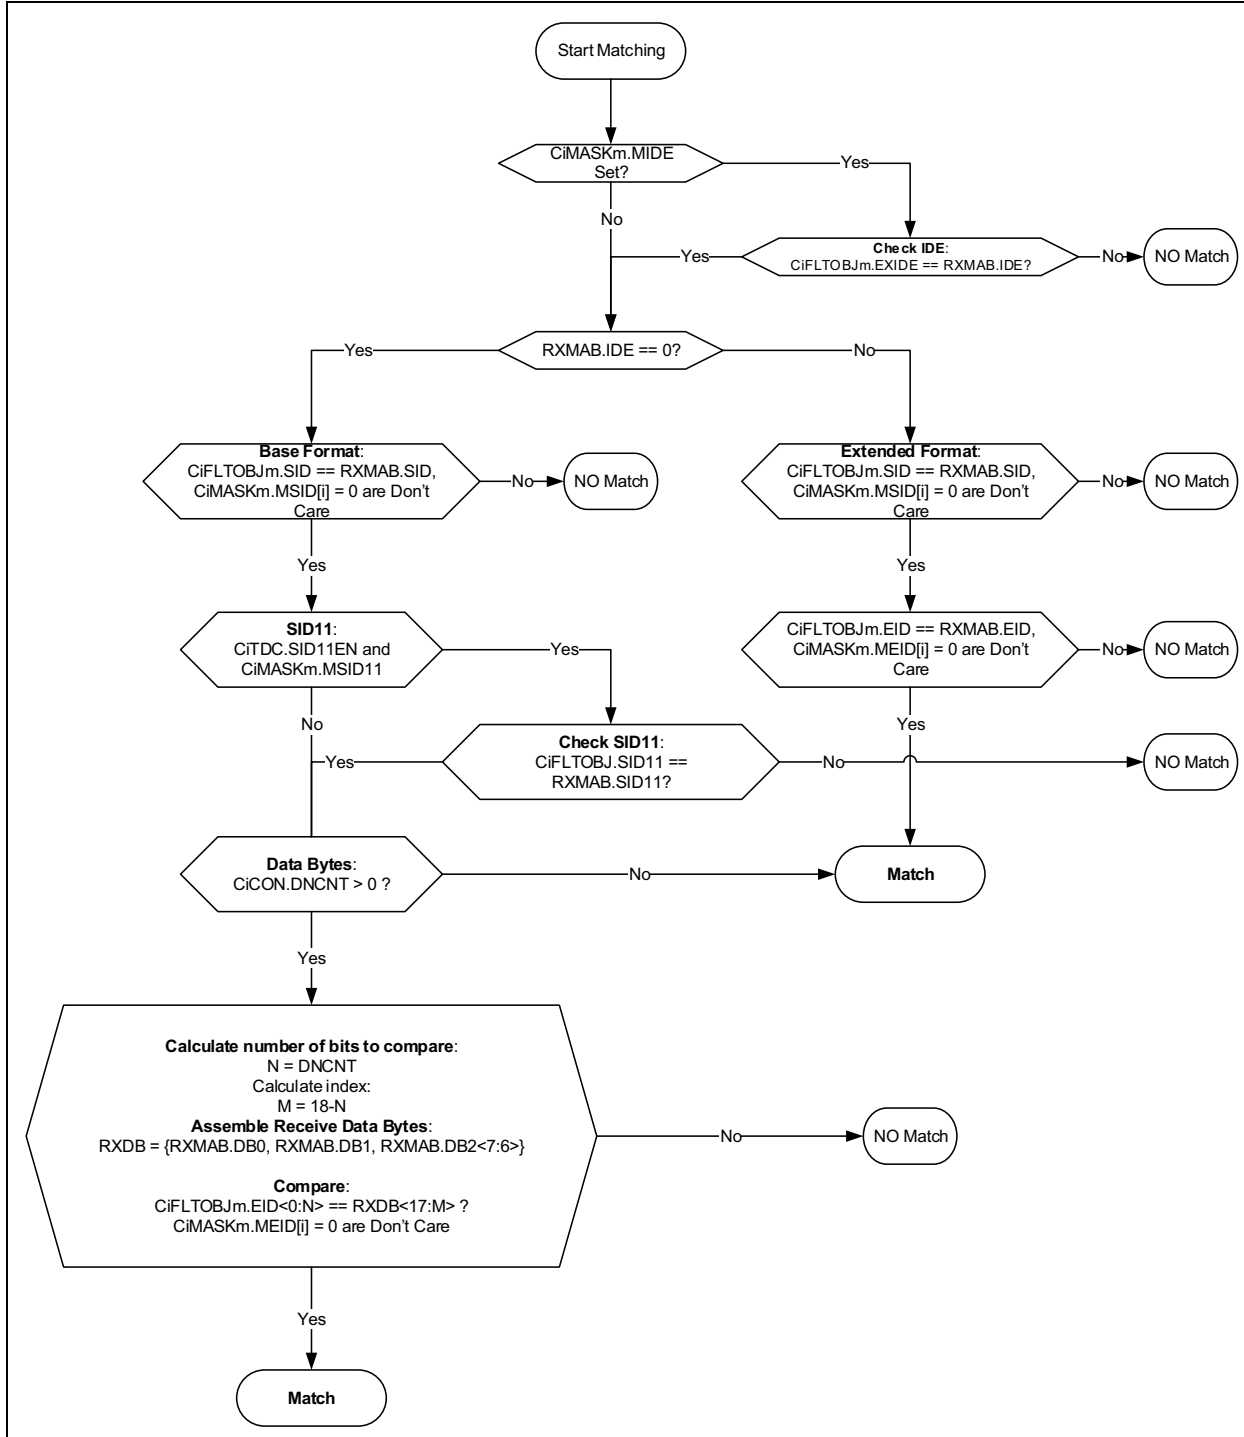 Start Matching
CiMASKm.MIDE
Set?
Yes
No
Check IDE:
CiFLTOBJm.EXIDE == RXMAB.IDE?
Yes
No
NO Match
RXMAB.IDE == 0?
Yes
No
Base Format:
CiFLTOBJm.SID == RXMAB.SID,
CiMASKm.MSID[i] = 0 are Don't
Care
No
NO Match
Extended Format:
CiFLTOBJm.SID == RXMAB.SID,
CiMASKm.MSID[i] = 0 are Don't
Care
No
NO Match
Yes
Yes
SID11:
CiTDC.SID11EN and
CiMASKm.MSID11
Yes
CiFLTOBJm.EID == RXMAB.EID,
CiMASKm.MEID[i] = 0 are Don't
Care
No
NO Match
No
Yes
Check SID11:
CiFLTOBJ.SID11 ==
RXMAB.SID11?
Yes
No
NO Match
Data Bytes:
CiCON.DNCNT > 0 ?
No
Match
Yes
Calculate number of bits to compare:
N = DNCNT
Calculate index:
M = 18-N
Assemble Receive Data Bytes:
RXDB = {RXMAB.DB0, RXMAB.DB1, RXMAB.DB2<7:6>}
Compare:
CiFLTOBJm.EID<0:N> == RXDB<17:M> ?
CiMASKm.MEID[i] = 0 are Don't Care
No
NO Match
Yes
Match